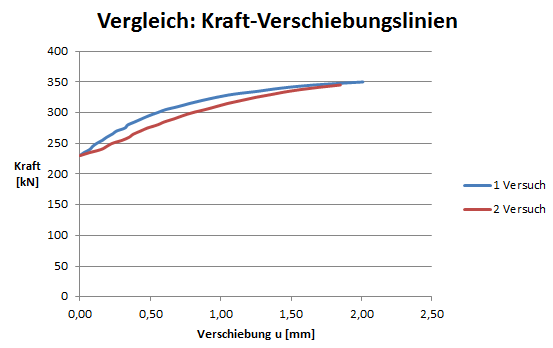 Vergleich: Kraft-Verschiebungslinien
400
350
300
250
200
150
100
50
0
Kraft
[kN]
0,00
0,50
1,00
1,50
2,00
2,50
Verschiebung u [mm]
1 Versuch
2 Versuch